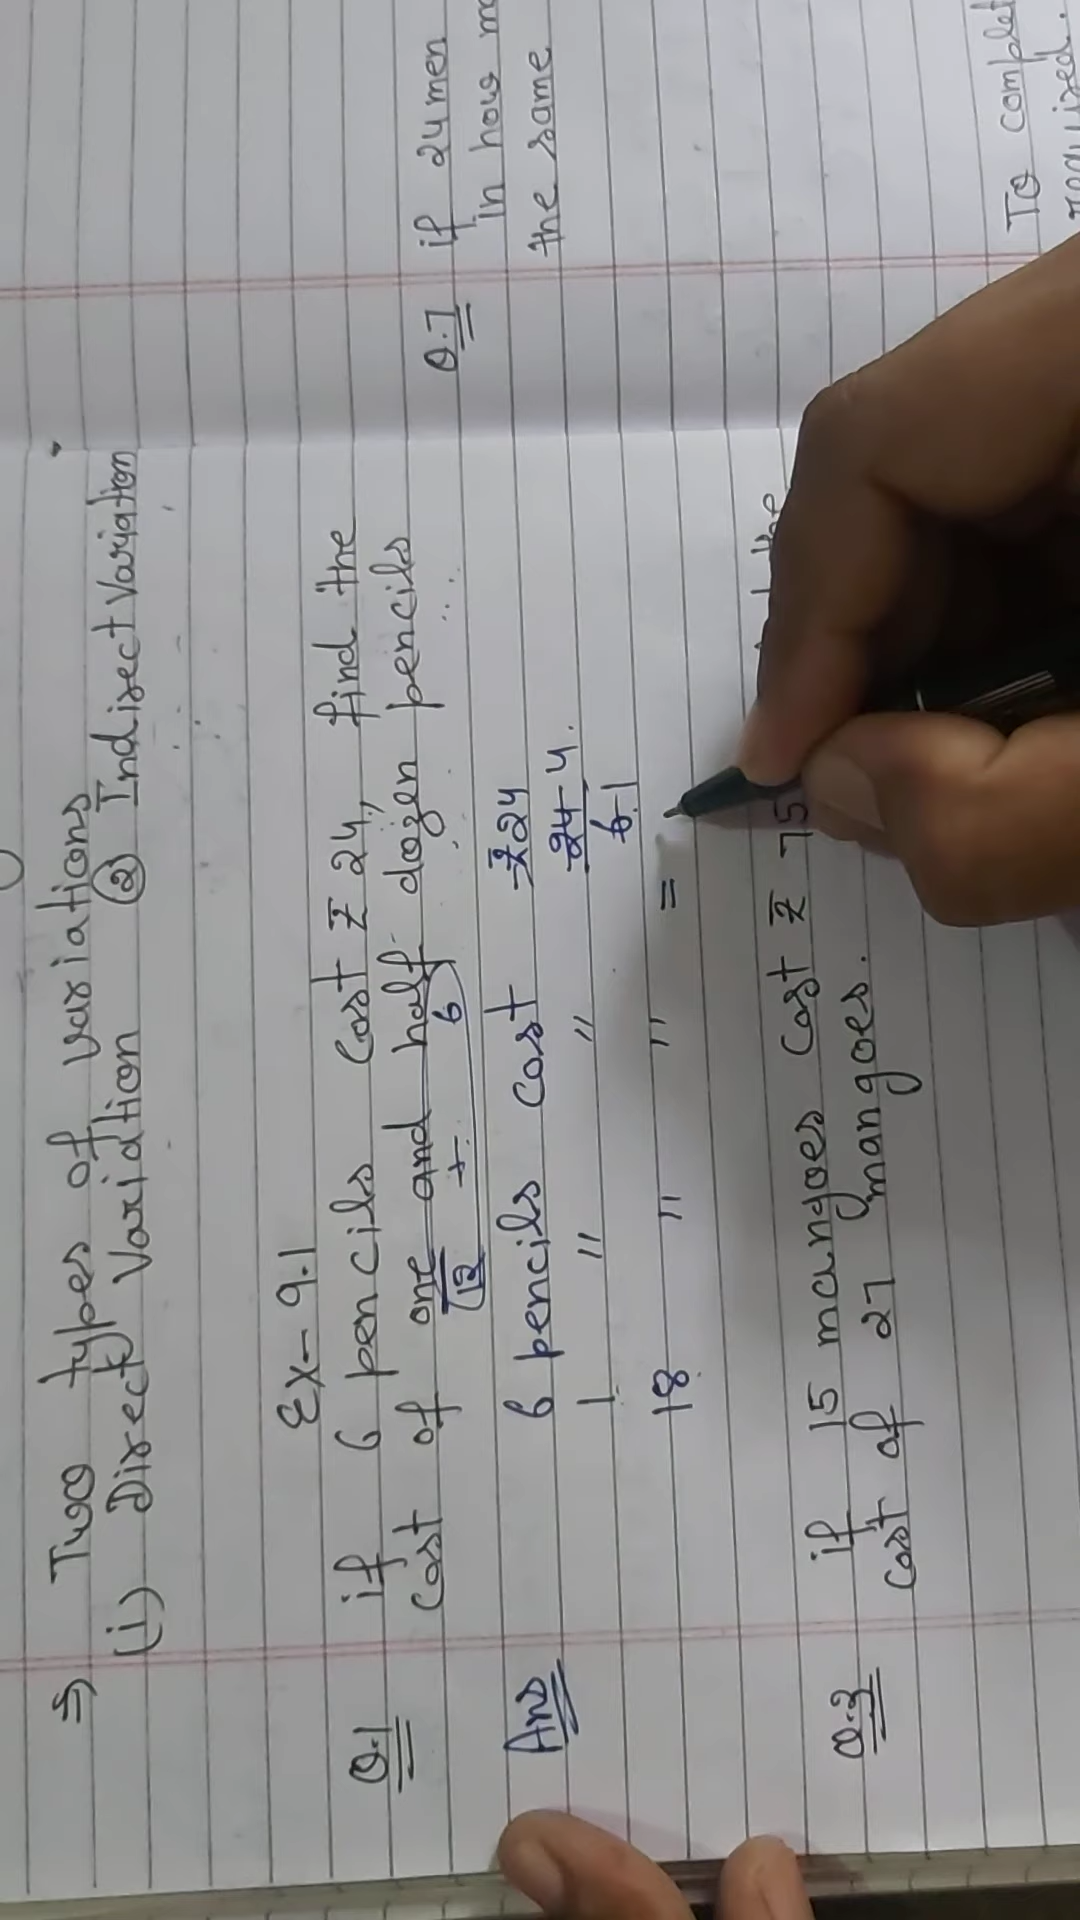 ⇒ Two types of variations
(i) Direct Variation ② Indirect Variation
Ex-9.1
Q.1 if 6 pencils cost ₹ 24, find the
cost of one and half dozen pencils
12 + 6
Ans 6 pencils cost ₹24
1 " " 24 4
6 1
18 " " =
Q.2 if 15 mangoes cost ₹ 75
cost of 27 mangoes.
Q.7 if 24 men
in how m
the same
To complet
required.